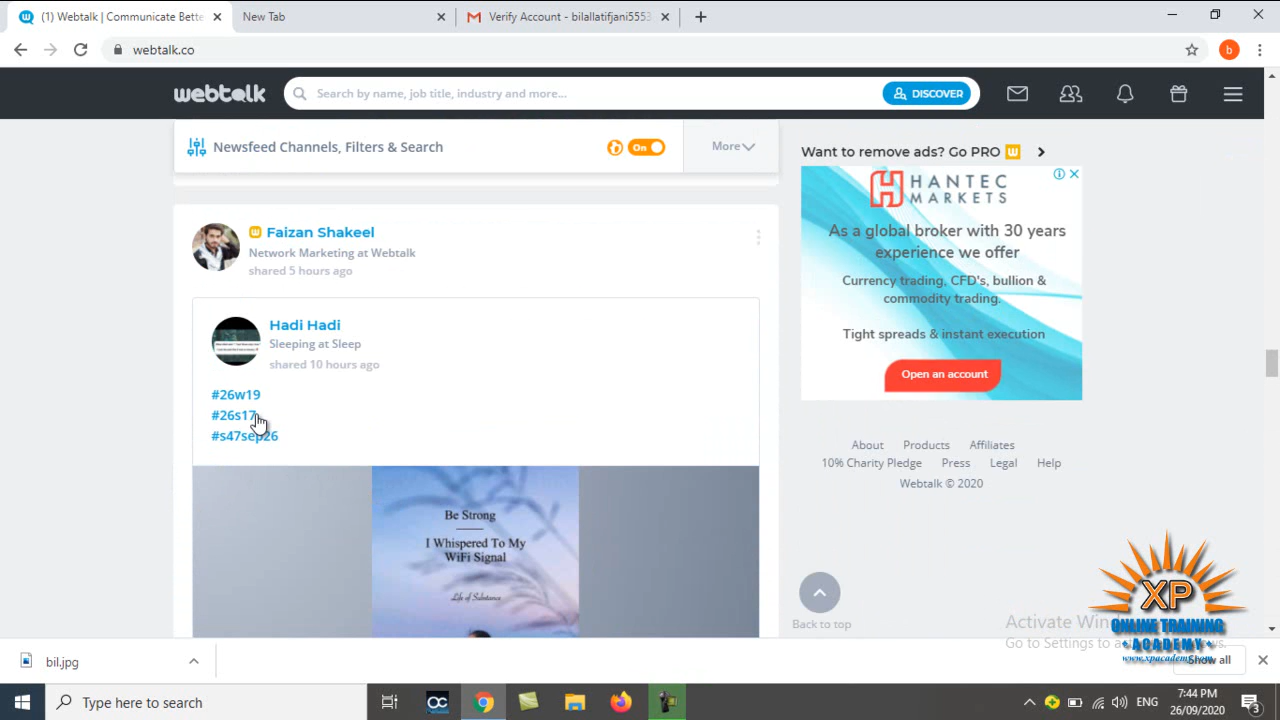 (1) Webtalk | Communicate Bette
New Tab
Verify Account - bilallatifjani5553
webtalk.co
b
webtalk
Search by name, job title, industry and more...
DISCOVER
Newsfeed Channels, Filters & Search
On
More
Want to remove ads? Go PRO
HANTEC
MARKETS
As a global broker with 30 years
experience we offer
Currency trading, CFD's, bullion &
commodity trading.
Tight spreads & instant execution
Open an account
Faizan Shakeel
Network Marketing at Webtalk
shared 5 hours ago
Hadi Hadi
Sleeping at Sleep
shared 10 hours ago
#26w19
#26s17
#s47sep26
Be Strong
I Whispered To My
WiFi Signal
Life of Substance
About Products Affiliates
10% Charity Pledge Press Legal Help
Webtalk © 2020
Back to top
XP
ONLINE TRAINING
ACADEMY
www.xpacademy.com
Activate Win
Go to Settings to
bil.jpg
Show all
Type here to search
ENG
7:44 PM
26/09/2020
3